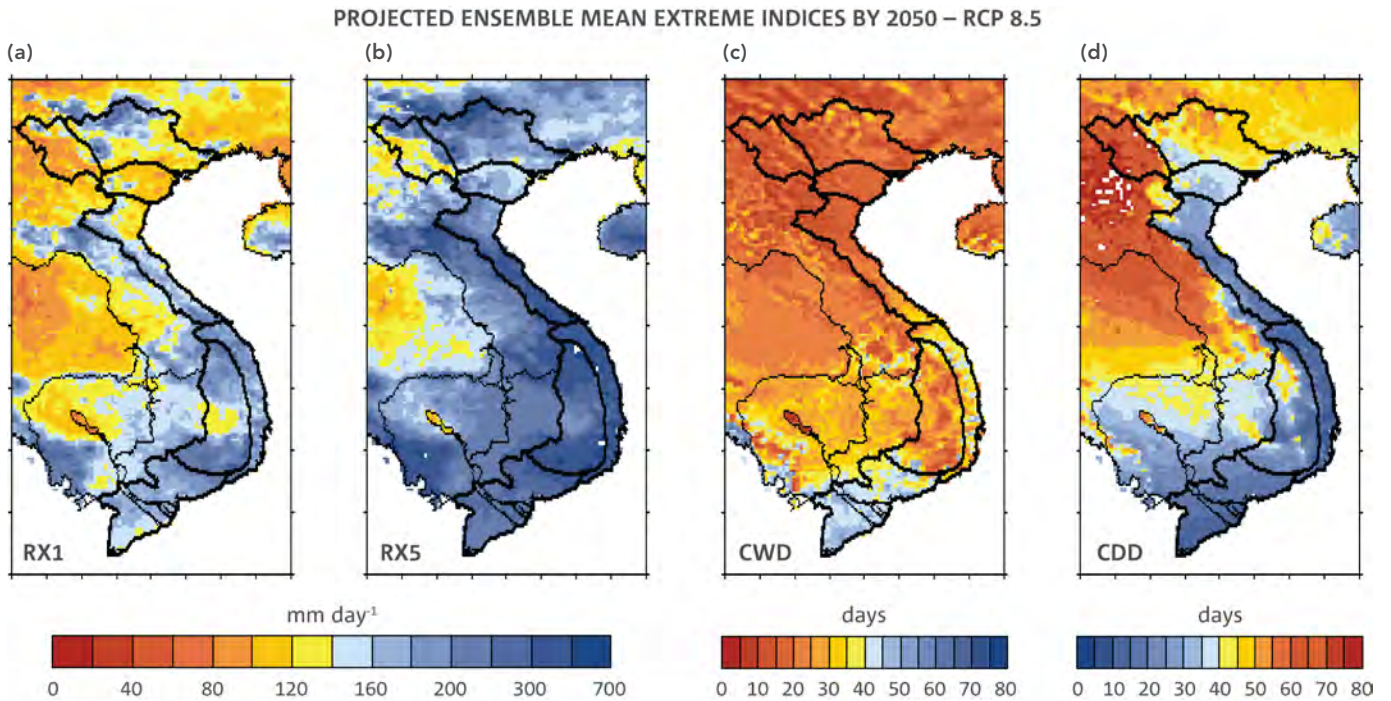 PROJECTED ENSEMBLE MEAN EXTREME INDICES BY 2050 – RCP 8.5
(a) (b) (c) (d)
RX1 RX5 CWD CDD
mm day-1 days days
0 40 80 120 160 200 300 700 0 10 20 30 40 50 60 70 80 0 10 20 30 40 50 60 70 80